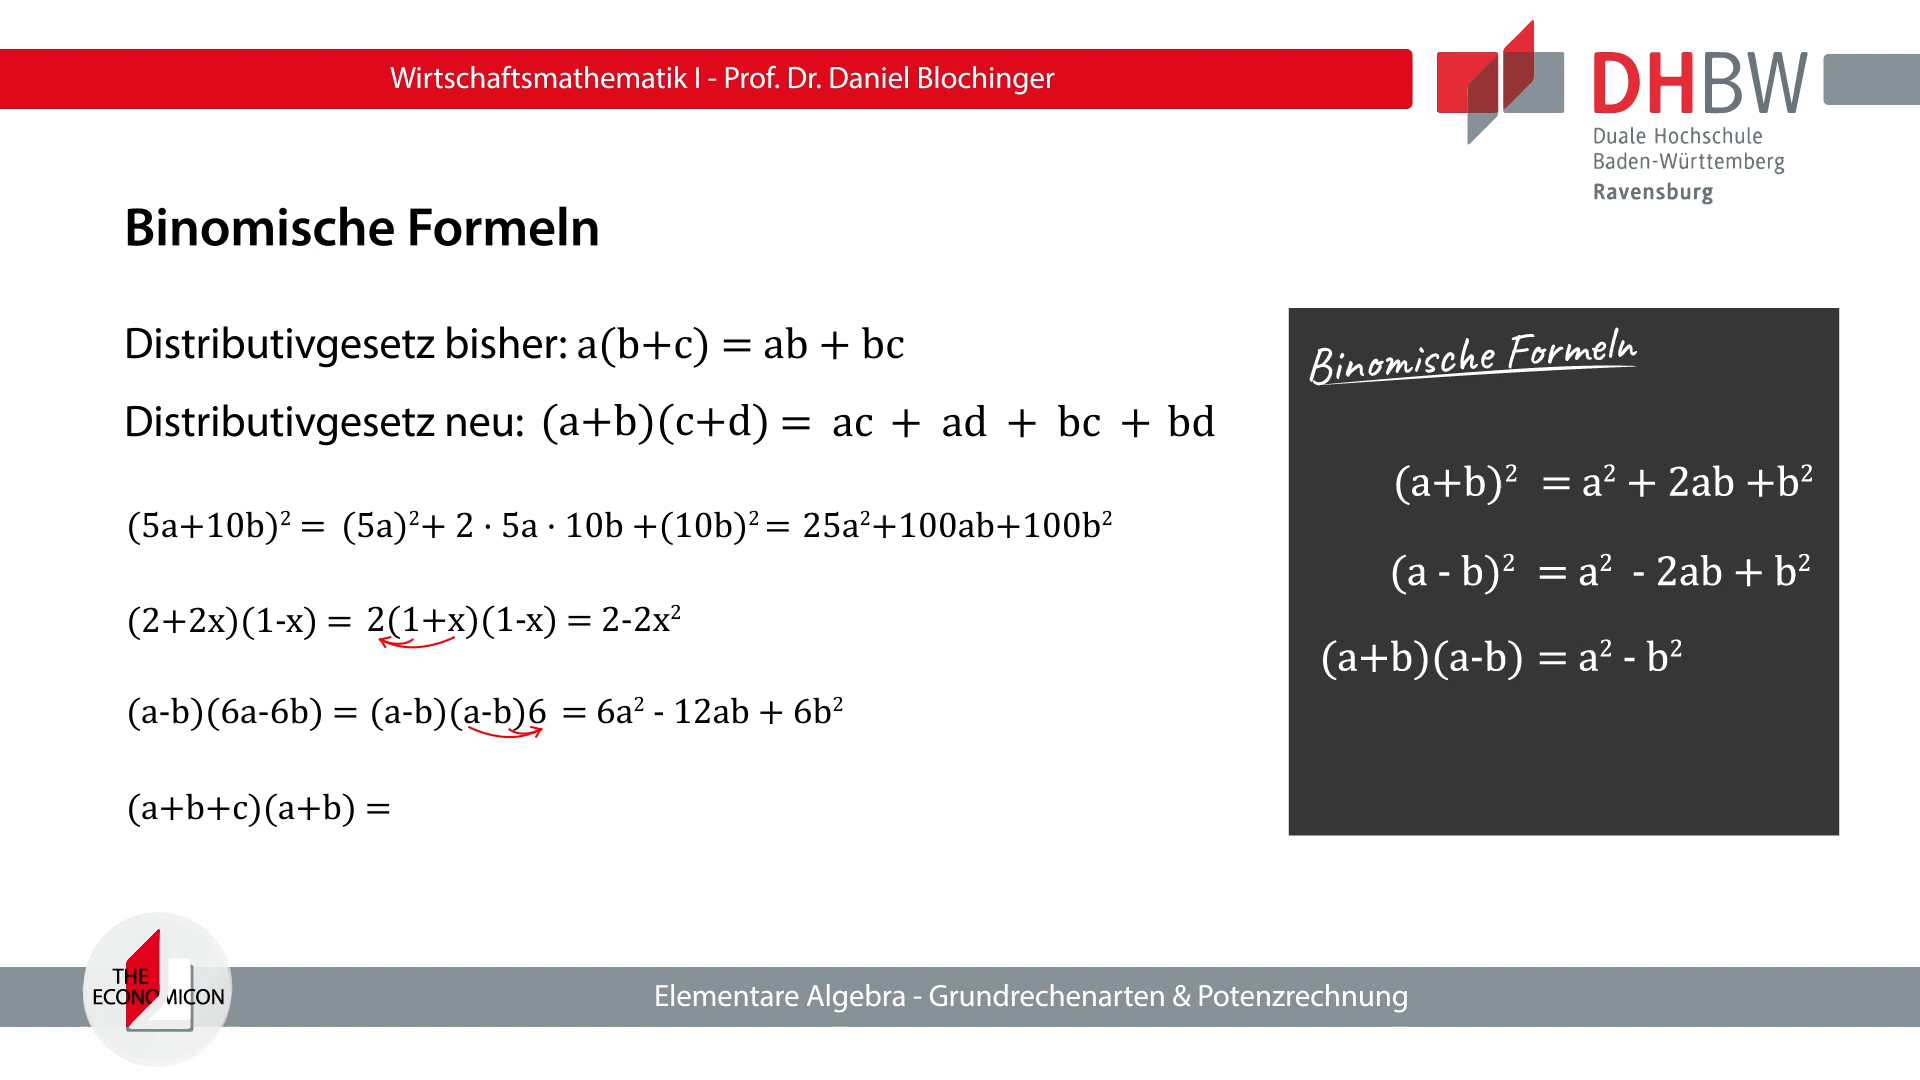 Wirtschaftsmathematik I - Prof. Dr. Daniel Blochinger
DHBW
Duale Hochschule
Baden-Württemberg
Ravensburg
Binomische Formeln
Distributivgesetz bisher: a(b+c) = ab + bc
Distributivgesetz neu: (a+b)(c+d) = ac + ad + bc + bd
(5a+10b)² = (5a)²+ 2 · 5a · 10b +(10b)² = 25a²+100ab+100b²
(2+2x)(1-x) = 2(1+x)(1-x) = 2-2x²
(a-b)(6a-6b) = (a-b)(a-b)6 = 6a² - 12ab + 6b²
(a+b+c)(a+b) =
Binomische Formeln
(a+b)² = a² + 2ab +b²
(a - b)² = a² - 2ab + b²
(a+b)(a-b) = a² - b²
THE
ECONOMICON
Elementare Algebra - Grundrechenarten & Potenzrechnung